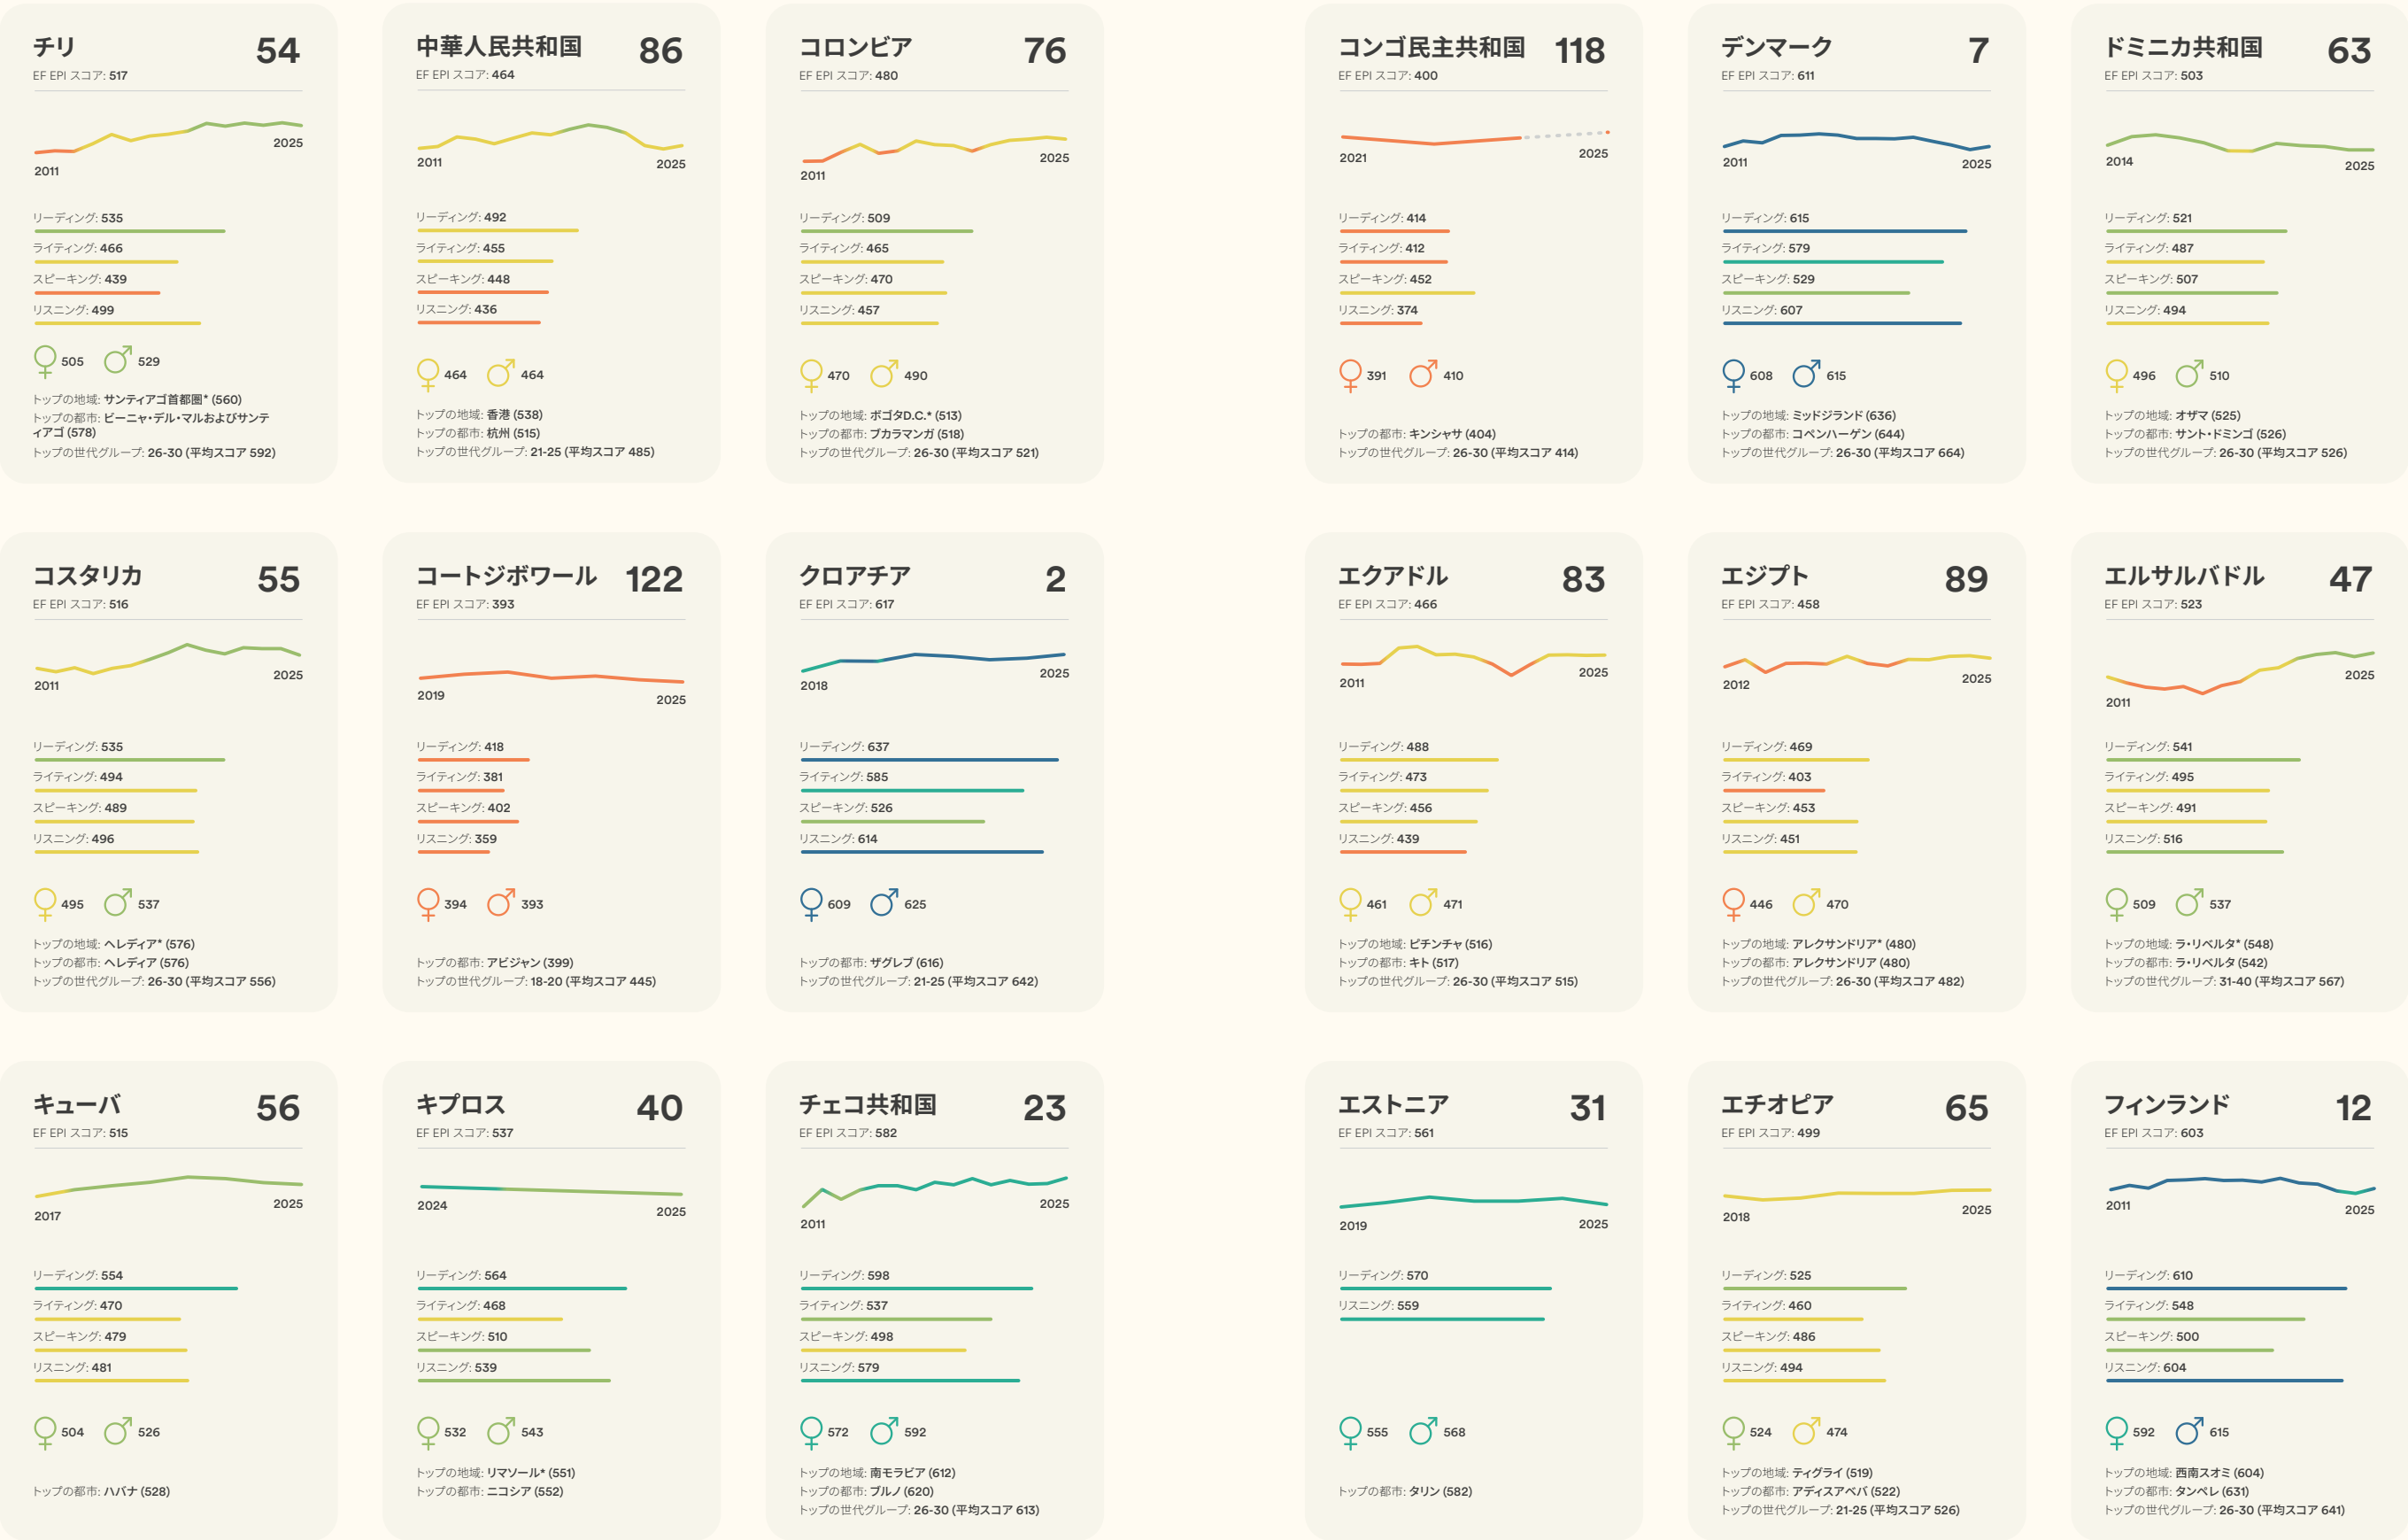 チリ
54
EF EPI スコア: 517
2011
2025
リーディング: 535
ライティング: 466
スピーキング: 439
リスニング: 499
505
529
トップの地域: サンティアゴ首都圏* (560)
トップの都市: ビーニャ・デル・マルおよびサンテ
ィアゴ (578)
トップの世代グループ: 26-30 (平均スコア 592)
中華人民共和国
86
EF EPI スコア: 464
2011
2025
リーディング: 492
ライティング: 455
スピーキング: 448
リスニング: 436
464
464
トップの地域: 香港 (538)
トップの都市: 杭州 (515)
トップの世代グループ: 21-25 (平均スコア 485)
コロンビア
76
EF EPI スコア: 480
2011
2025
リーディング: 509
ライティング: 465
スピーキング: 470
リスニング: 457
470
490
トップの地域: ボゴタD.C.* (513)
トップの都市: ブカラマンガ (518)
トップの世代グループ: 26-30 (平均スコア 521)
コンゴ民主共和国
118
EF EPI スコア: 400
2021
2025
リーディング: 414
ライティング: 412
スピーキング: 452
リスニング: 374
391
410
トップの都市: キンシャサ (404)
トップの世代グループ: 26-30 (平均スコア 414)
デンマーク
7
EF EPI スコア: 611
2011
2025
リーディング: 615
ライティング: 579
スピーキング: 529
リスニング: 607
608
615
トップの地域: ミッドジランド (636)
トップの都市: コペンハーゲン (644)
トップの世代グループ: 26-30 (平均スコア 664)
ドミニカ共和国
63
EF EPI スコア: 503
2014
2025
リーディング: 521
ライティング: 487
スピーキング: 507
リスニング: 494
496
510
トップの地域: オザマ (525)
トップの都市: サント・ドミンゴ (526)
トップの世代グループ: 26-30 (平均スコア 526)
コスタリカ
55
EF EPI スコア: 516
2011
2025
リーディング: 535
ライティング: 494
スピーキング: 489
リスニング: 496
495
537
トップの地域: ヘレディア* (576)
トップの都市: ヘレディア (576)
トップの世代グループ: 26-30 (平均スコア 556)
コートジボワール
122
EF EPI スコア: 393
2019
2025
リーディング: 418
ライティング: 381
スピーキング: 402
リスニング: 359
394
393
トップの都市: アビジャン (399)
トップの世代グループ: 18-20 (平均スコア 445)
クロアチア
2
EF EPI スコア: 617
2018
2025
リーディング: 637
ライティング: 585
スピーキング: 526
リスニング: 614
609
625
トップの都市: ザグレブ (616)
トップの世代グループ: 21-25 (平均スコア 642)
エクアドル
83
EF EPI スコア: 466
2011
2025
リーディング: 488
ライティング: 473
スピーキング: 456
リスニング: 439
461
471
トップの地域: ピチンチャ (516)
トップの都市: キト (517)
トップの世代グループ: 26-30 (平均スコア 515)
エジプト
89
EF EPI スコア: 458
2012
2025
リーディング: 469
ライティング: 403
スピーキング: 453
リスニング: 451
446
470
トップの地域: アレクサンドリア* (480)
トップの都市: アレクサンドリア (480)
トップの世代グループ: 26-30 (平均スコア 482)
エルサルバドル
47
EF EPI スコア: 523
2011
2025
リーディング: 541
ライティング: 495
スピーキング: 491
リスニング: 516
509
537
トップの地域: ラ・リベルタ* (548)
トップの都市: ラ・リベルタ (542)
トップの世代グループ: 31-40 (平均スコア 567)
キューバ
56
EF EPI スコア: 515
2017
2025
リーディング: 554
ライティング: 470
スピーキング: 479
リスニング: 481
504
526
トップの都市: ハバナ (528)
キプロス
40
EF EPI スコア: 537
2024
2025
リーディング: 564
ライティング: 468
スピーキング: 510
リスニング: 539
532
543
トップの地域: リマソール* (551)
トップの都市: ニコシア (552)
チェコ共和国
23
EF EPI スコア: 582
2011
2025
リーディング: 598
ライティング: 537
スピーキング: 498
リスニング: 579
572
592
トップの地域: 南モラビア (612)
トップの都市: ブルノ (620)
トップの世代グループ: 26-30 (平均スコア 613)
エストニア
31
EF EPI スコア: 561
2019
2025
リーディング: 570
リスニング: 559
555
568
トップの都市: タリン (582)
エチオピア
65
EF EPI スコア: 499
2018
2025
リーディング: 525
ライティング: 460
スピーキング: 486
リスニング: 494
524
474
トップの地域: ティグライ (519)
トップの都市: アディスアベバ (522)
トップの世代グループ: 21-25 (平均スコア 526)
フィンランド
12
EF EPI スコア: 603
2011
2025
リーディング: 610
ライティング: 548
スピーキング: 500
リスニング: 604
592
615
トップの地域: 西南スオミ (604)
トップの都市: タンペレ (631)
トップの世代グループ: 26-30 (平均スコア 641)